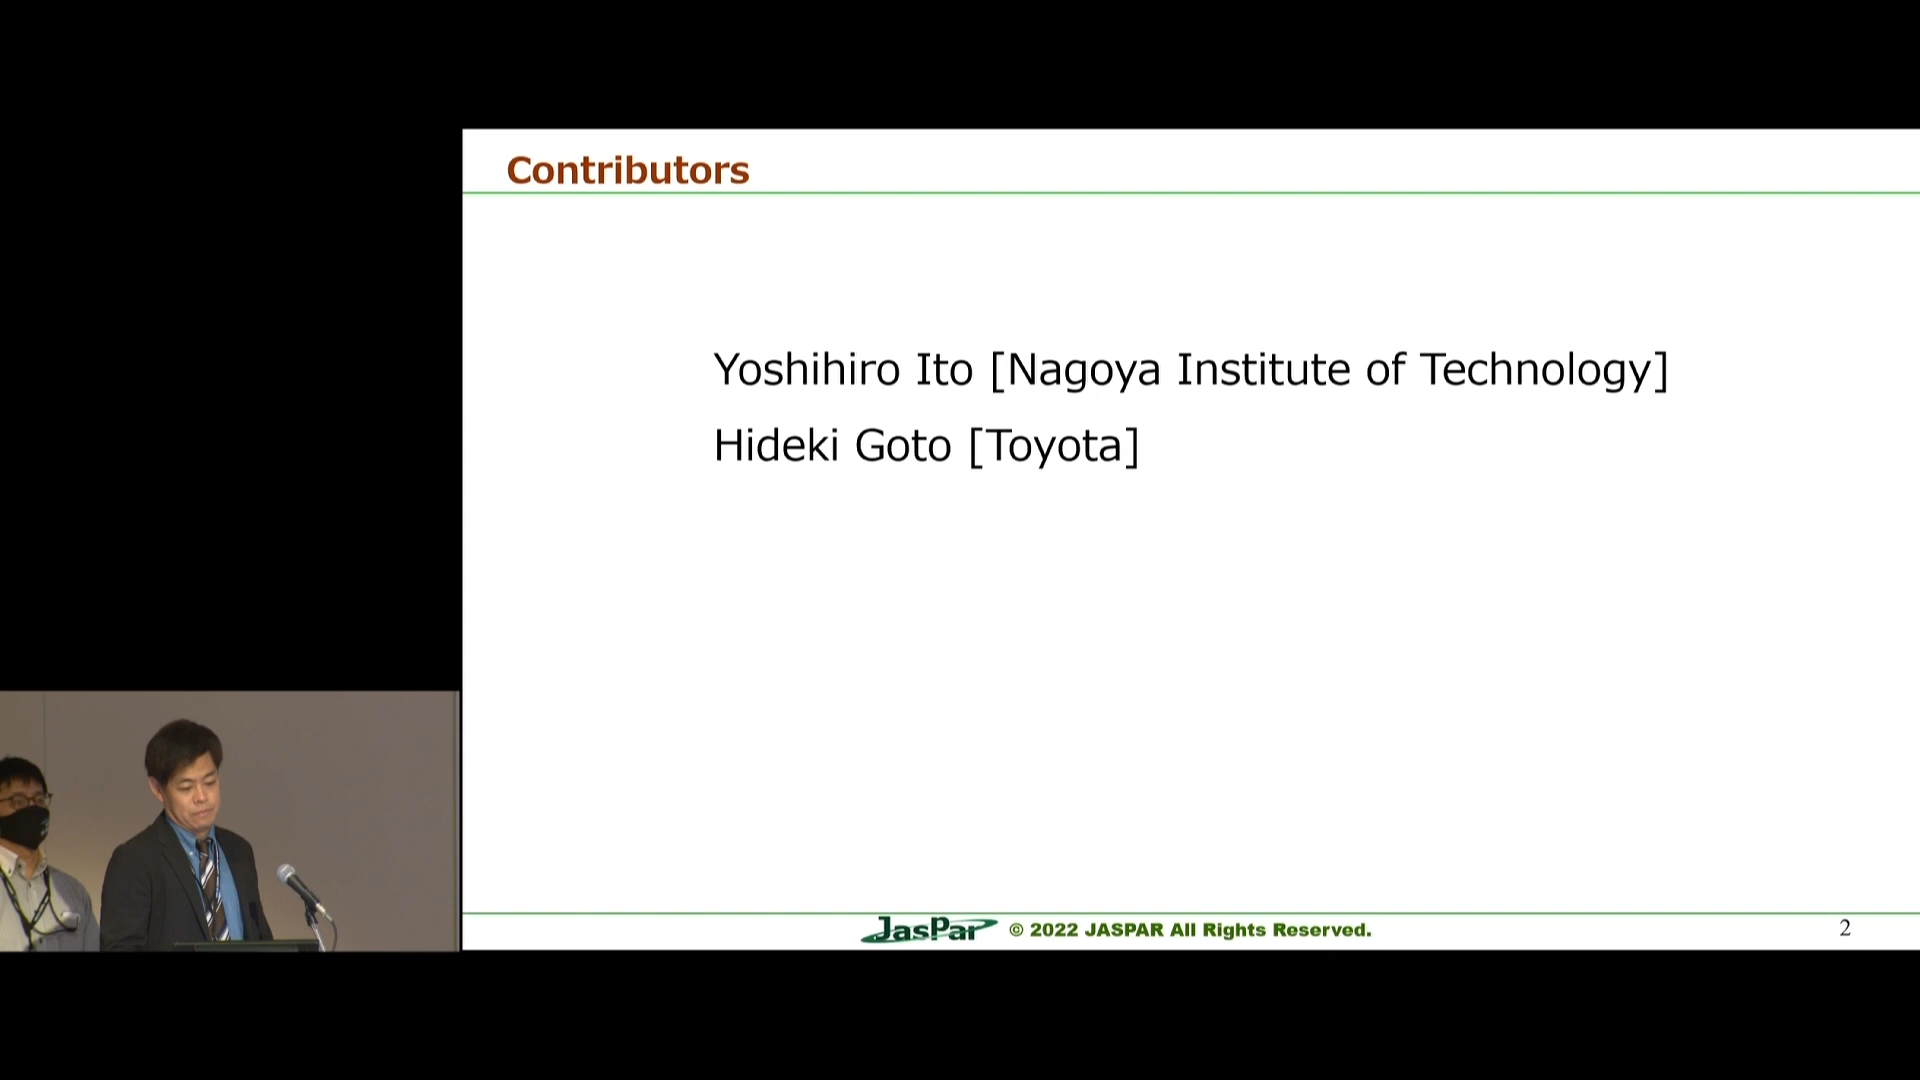 Contributors
Yoshihiro Ito [Nagoya Institute of Technology]
Hideki Goto [Toyota]
JasPar © 2022 JASPAR All Rights Reserved.
2